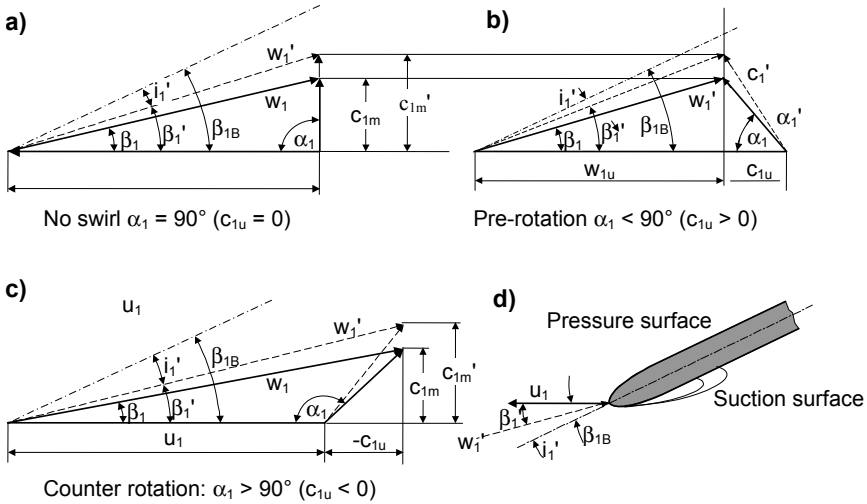 a)
w₁'
i₁'
w₁
β₁
β₁'
β₁B
α₁
c₁m
c₁m'
No swirl α₁ = 90° (c₁u = 0)
b)
i₁'
w₁'
c₁'
β₁
β₁'
β₁B
α₁
α₁'
w₁u
c₁u
Pre-rotation α₁ < 90° (c₁u > 0)
c)
u₁
w₁'
i₁'
β₁B
w₁
β₁
β₁'
α₁
c₁m
c₁m'
u₁
-c₁u
Counter rotation: α₁ > 90° (c₁u < 0)
d)
Pressure surface
u₁
Suction surface
β₁'
w₁'
i₁'
β₁B